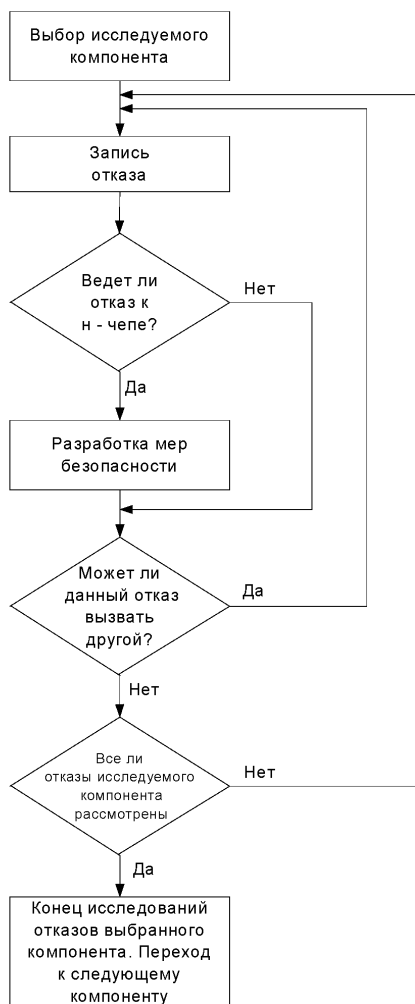 Выбор исследуемого
компонента
Запись
отказа
Ведет ли
отказ к
н - чепе?
Нет
Да
Разработка мер
безопасности
Может ли
данный отказ
вызвать
другой?
Да
Нет
Все ли
отказы исследуемого
компонента
рассмотрены
Нет
Да
Конец исследований
отказов выбранного
компонента. Переход
к следующему
компоненту